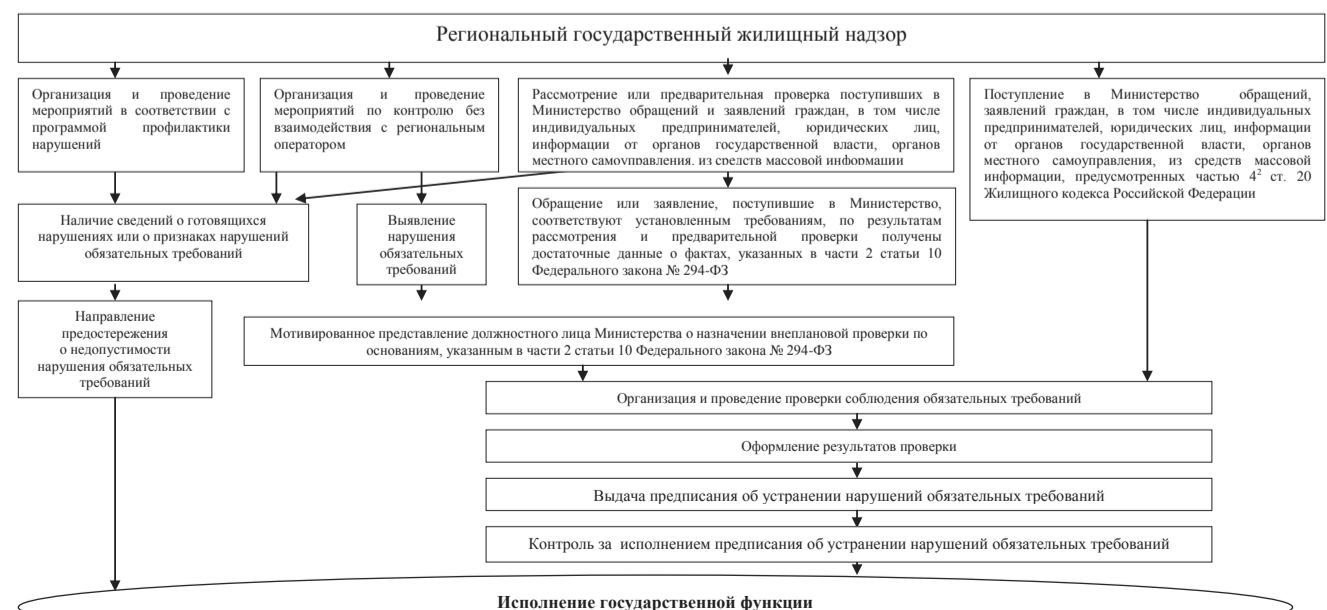 Региональный государственный жилищный надзор
Организация и проведение
мероприятий в соответствии с
программой профилактики
нарушений
Организация и проведение
мероприятий по контролю без
взаимодействия с региональным
оператором
Рассмотрение или предварительная проверка поступивших в
Министерство обращений и заявлений граждан, в том числе
индивидуальных предпринимателей, юридических лиц,
информации от органов государственной власти, органов
местного самоуправления, из средств массовой информации
Поступление в Министерство обращений,
заявлений граждан, в том числе индивидуальных
предпринимателей, юридических лиц, информации
от органов государственной власти, органов
местного самоуправления, из средств массовой
информации, предусмотренных частью 4² ст. 20
Жилищного кодекса Российской Федерации
Наличие сведений о готовящихся
нарушениях или о признаках нарушений
обязательных требований
Выявление
нарушения
обязательных
требований
Обращение или заявление, поступившие в Министерство,
соответствуют установленным требованиям, по результатам
рассмотрения и предварительной проверки получены
достаточные данные о фактах, указанных в части 2 статьи 10
Федерального закона № 294-ФЗ
Направление
предостережения
о недопустимости
нарушения обязательных
требований
Мотивированное представление должностного лица Министерства о назначении внеплановой проверки по
основаниям, указанным в части 2 статьи 10 Федерального закона № 294-ФЗ
Организация и проведение проверки соблюдения обязательных требований
Оформление результатов проверки
Выдача предписания об устранении нарушений обязательных требований
Контроль за исполнением предписания об устранении нарушений обязательных требований
Исполнение государственной функции